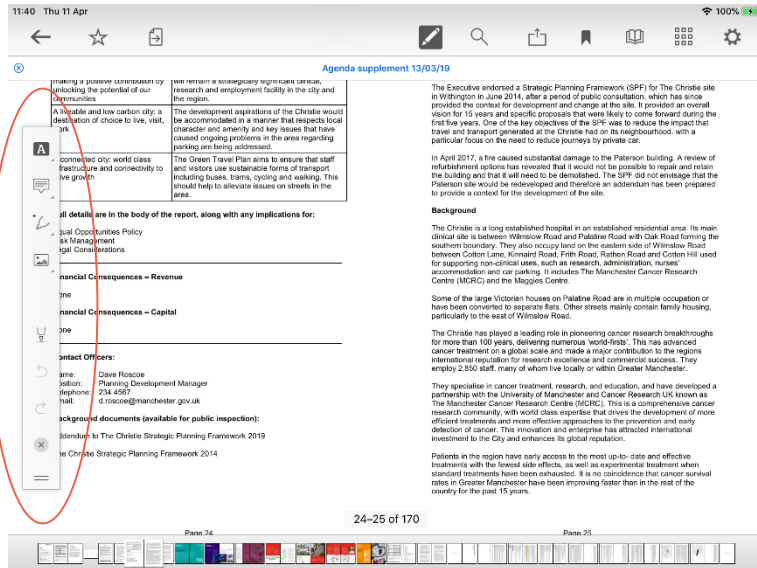 11:40 Thu 11 Apr
100%
Agenda supplement 13/03/19
making a positive contribution by
unlocking the potential of our
communities
will remain a strategically significant clinical,
research and employment facility in the city and
the region.
A liveable and low carbon city: a
destination of choice to live, visit,
ork
The development aspirations of the Christie would
be accommodated in a manner that respects local
character and amenity and key issues that have
caused ongoing problems in the area regarding
parking are being addressed.
connected city: world class
frastructure and connectivity to
ive growth
The Green Travel Plan aims to ensure that staff
and visitors use sustainable forms of transport
including buses, trams, cycling and walking. This
should help to alleviate issues on streets in the
area.
ull details are in the body of the report, along with any implications for:
qual Opportunities Policy
sk Management
egal Considerations
nancial Consequences – Revenue
one
nancial Consequences – Capital
one
ontact Officers:
ame: Dave Roscoe
osition: Planning Development Manager
elephone: 234 4567
mail: d.roscoe@manchester.gov.uk
ackground documents (available for public inspection):
ddendum to The Christie Strategic Planning Framework 2019
he Christie Strategic Planning Framework 2014
Page 24
The Executive endorsed a Strategic Planning Framework (SPF) for The Christie site
in Withington in June 2014, after a period of public consultation, which has since
provided the context for development and change at the site. It provided an overall
vision for 15 years and specific proposals that were likely to come forward during the
first five years. One of the key objectives of the SPF was to reduce the impact that
travel and transport generated at the Christie had on its neighbourhood, with a
particular focus on the need to reduce journeys by private car.
In April 2017, a fire caused substantial damage to the Paterson building. A review of
refurbishment options has revealed that it would not be possible to repair and retain
the building and that it will need to be demolished. The SPF did not envisage that the
Paterson site would be redeveloped and therefore an addendum has been prepared
to provide a context for the development of the site.
Background
The Christie is a long established hospital in an established residential area. Its main
clinical site is between Wilmslow Road and Palatine Road with Oak Road forming the
southern boundary. They also occupy land on the eastern side of Wilmslow Road
between Cotton Lane, Kinnaird Road, Frith Road, Rathen Road and Cotton Hill used
for supporting non-clinical uses, such as research, administration, nurses'
accommodation and car parking. It includes The Manchester Cancer Research
Centre (MCRC) and the Maggies Centre.
Some of the large Victorian houses on Palatine Road are in multiple occupation or
have been converted to separate flats. Other streets mainly contain family housing,
particularly to the east of Wilmslow Road.
The Christie has played a leading role in pioneering cancer research breakthroughs
for more than 100 years, delivering numerous 'world-firsts'. This has advanced
cancer treatment on a global scale and made a major contribution to the regions
international reputation for research excellence and commercial success. They
employ 2,850 staff, many of whom live locally or within Greater Manchester.
They specialise in cancer treatment, research, and education, and have developed a
partnership with the University of Manchester and Cancer Research UK known as
The Manchester Cancer Research Centre (MCRC). This is a comprehensive cancer
research community, with world class expertise that drives the development of more
efficient treatments and more effective approaches to the prevention and early
detection of cancer. This innovation and enterprise has attracted international
investment to the City and enhances its global reputation.
Patients in the region have early access to the most up-to- date and effective
treatments with the fewest side effects, as well as experimental treatment when
standard treatments have been exhausted. It is no coincidence that cancer survival
rates in Greater Manchester have been improving faster than in the rest of the
country for the past 15 years.
Page 25
24–25 of 170
A